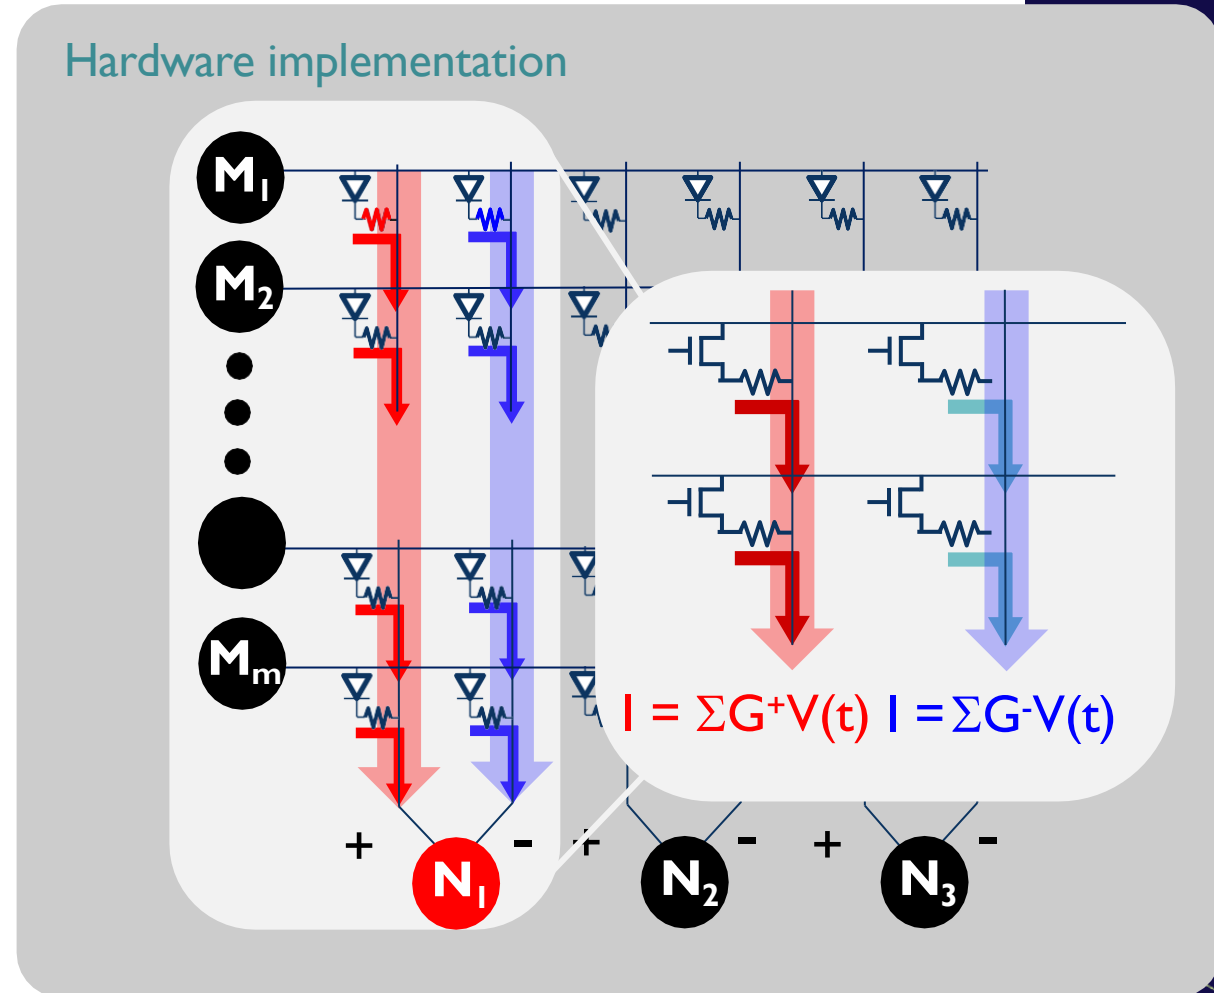 Hardware implementation
M1
M2
Mm
I = ΣG+V(t) I = ΣG-V(t)
+ - + - + -
N1 N2 N3